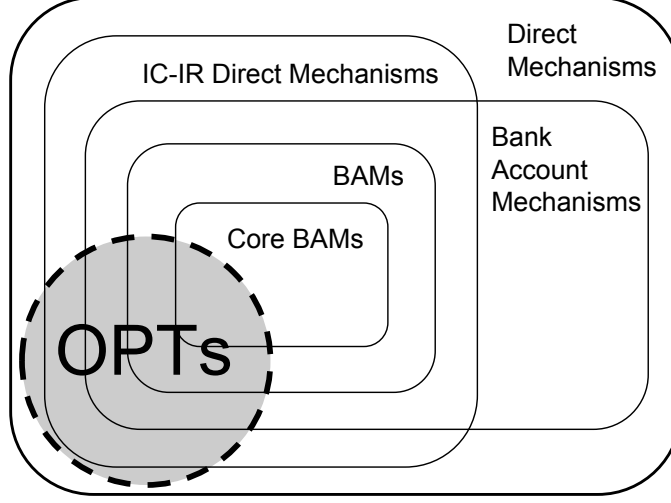 Direct
Mechanisms
IC-IR Direct Mechanisms
Bank
Account
Mechanisms
BAMs
Core BAMs
OPTs